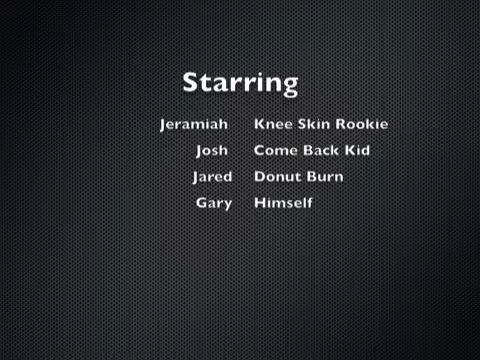 Starring
Jeramiah Knee Skin Rookie
Josh Come Back Kid
Jared Donut Burn
Gary Himself